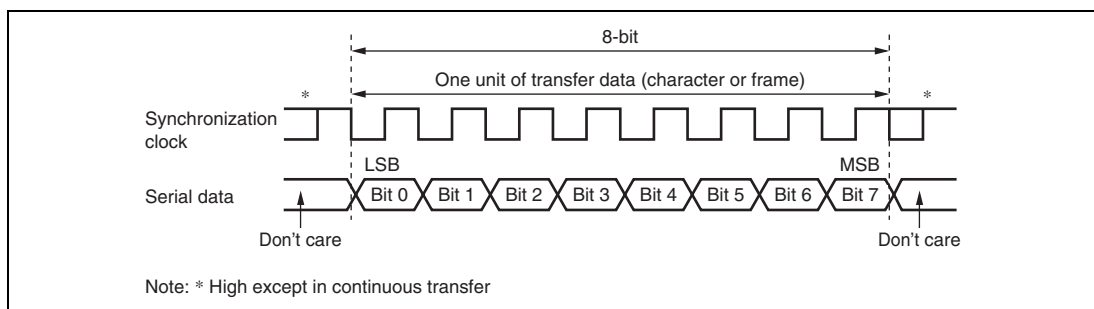 8-bit
One unit of transfer data (character or frame)
* *
Synchronization
clock
LSB MSB
Serial data Bit 0 Bit 1 Bit 2 Bit 3 Bit 4 Bit 5 Bit 6 Bit 7
Don't care Don't care
Note: * High except in continuous transfer